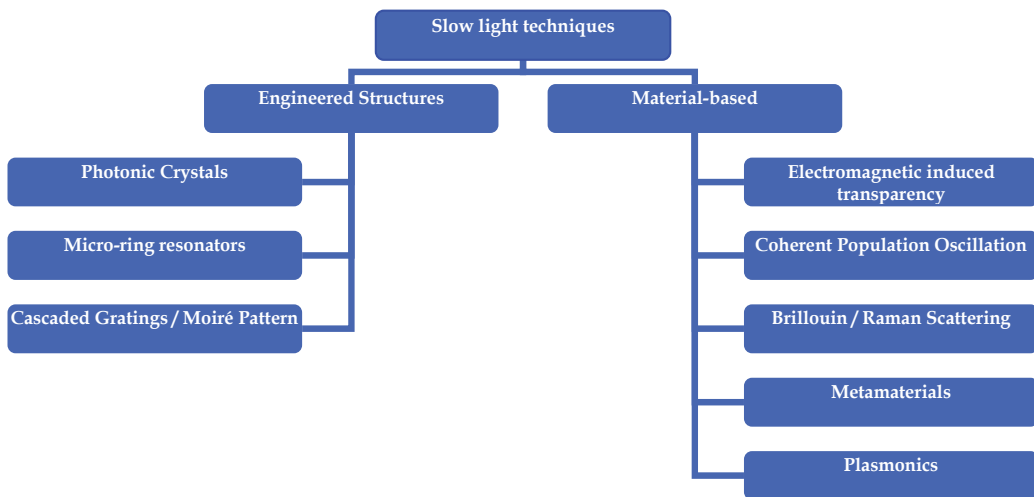 Slow light techniques
Engineered Structures
Material-based
Photonic Crystals
Micro-ring resonators
Cascaded Gratings / Moiré Pattern
Electromagnetic induced
transparency
Coherent Population Oscillation
Brillouin / Raman Scattering
Metamaterials
Plasmonics